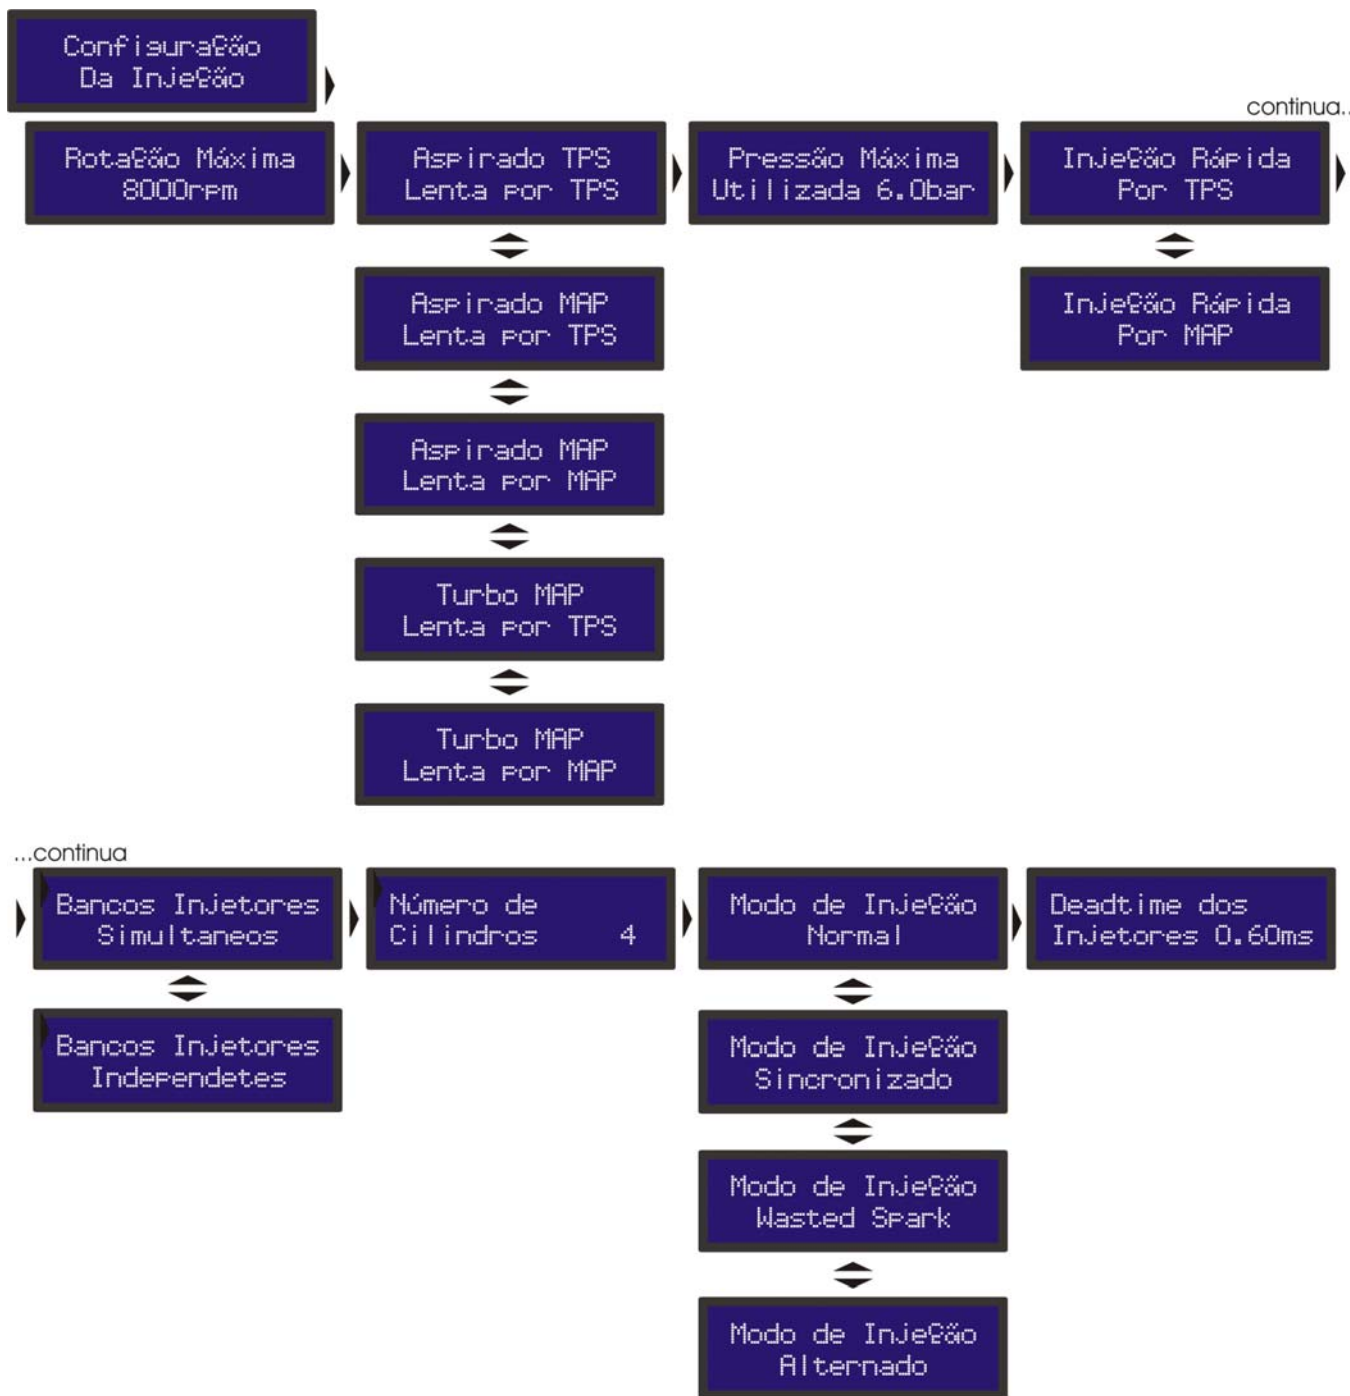 Configuração
Da Injeção
continua..
Rotação Máxima
8000rpm
Aspirado TPS
Lenta por TPS
Pressão Máxima
Utilizada 6.0bar
Injeção Rápida
Por TPS
Aspirado MAP
Lenta por TPS
Injeção Rápida
Por MAP
Aspirado MAP
Lenta por MAP
Turbo MAP
Lenta por TPS
Turbo MAP
Lenta por MAP
...continua
Bancos Injetores
Simultaneos
Número de
Cilindros 4
Modo de Injeção
Normal
Deadtime dos
Injetores 0.60ms
Bancos Injetores
Independetes
Modo de Injeção
Sincronizado
Modo de Injeção
Wasted Spark
Modo de Injeção
Alternado